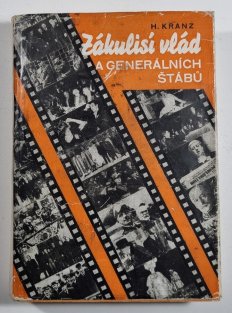 H. KRANZ
Zákulisí vlád
A GENERÁLNÍCH
ŠTÁBŮ